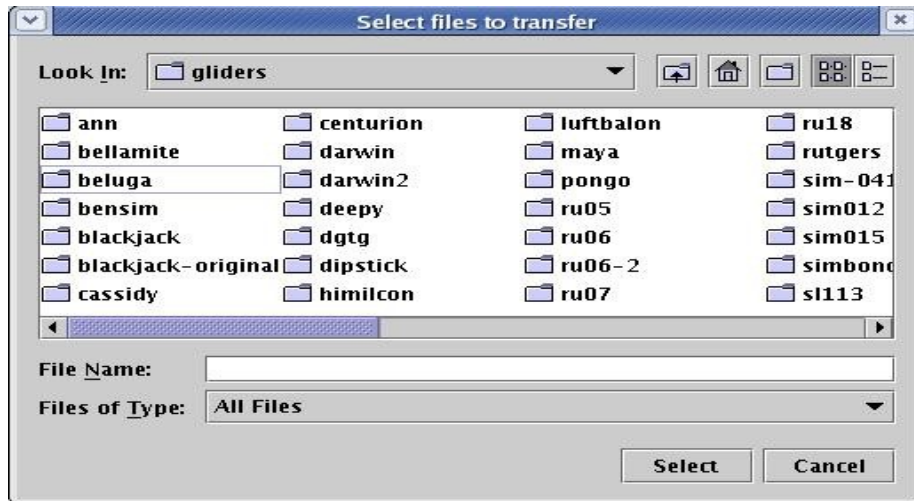 Select files to transfer
Look In: gliders
ann centurion luftbalon ru18
bellamite darwin maya rutgers
beluga darwin2 pongo sim-041
bensim deepy ru05 sim012
blackjack dgtg ru06 sim015
blackjack-original dipstick ru06-2 simbond
cassidy himilcon ru07 sl113
File Name:
Files of Type: All Files
Select Cancel